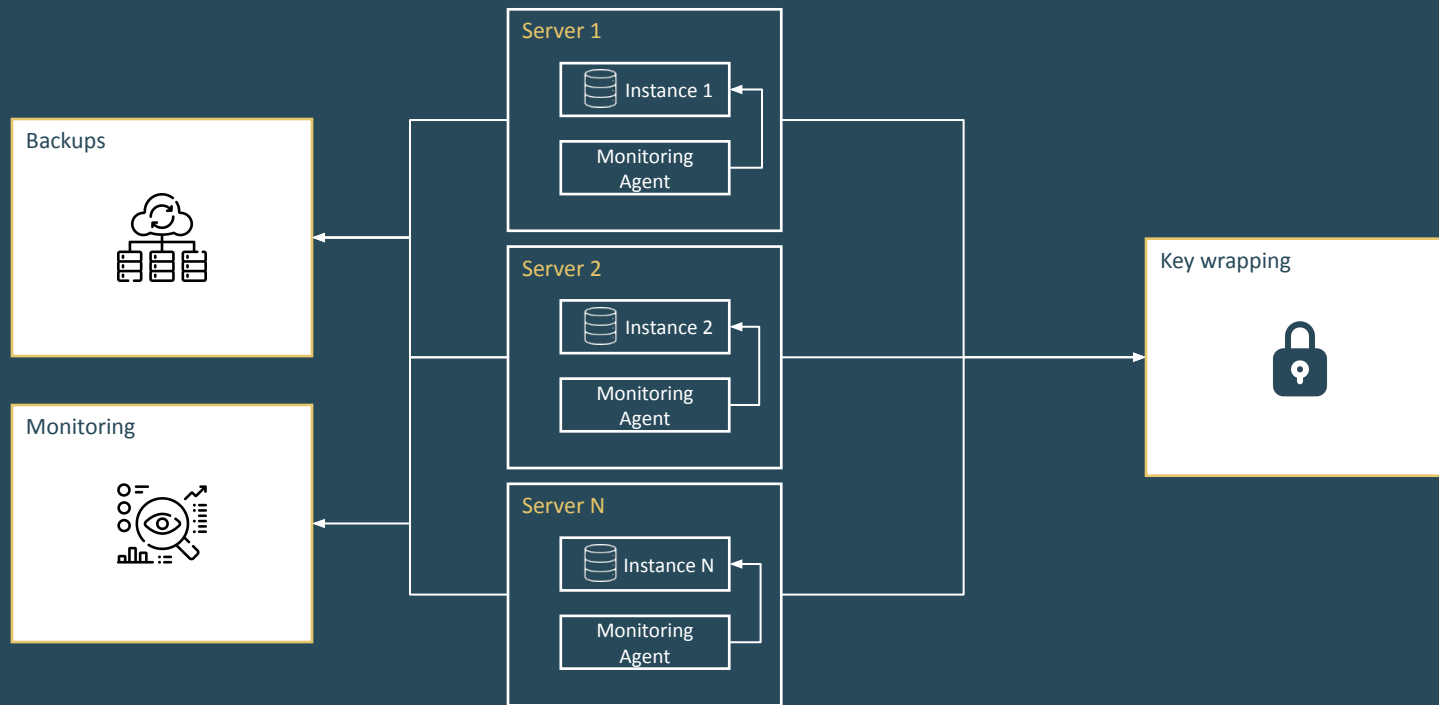 Backups
Monitoring
Server 1
Instance 1
Monitoring
Agent
Server 2
Instance 2
Monitoring
Agent
Server N
Instance N
Monitoring
Agent
Key wrapping